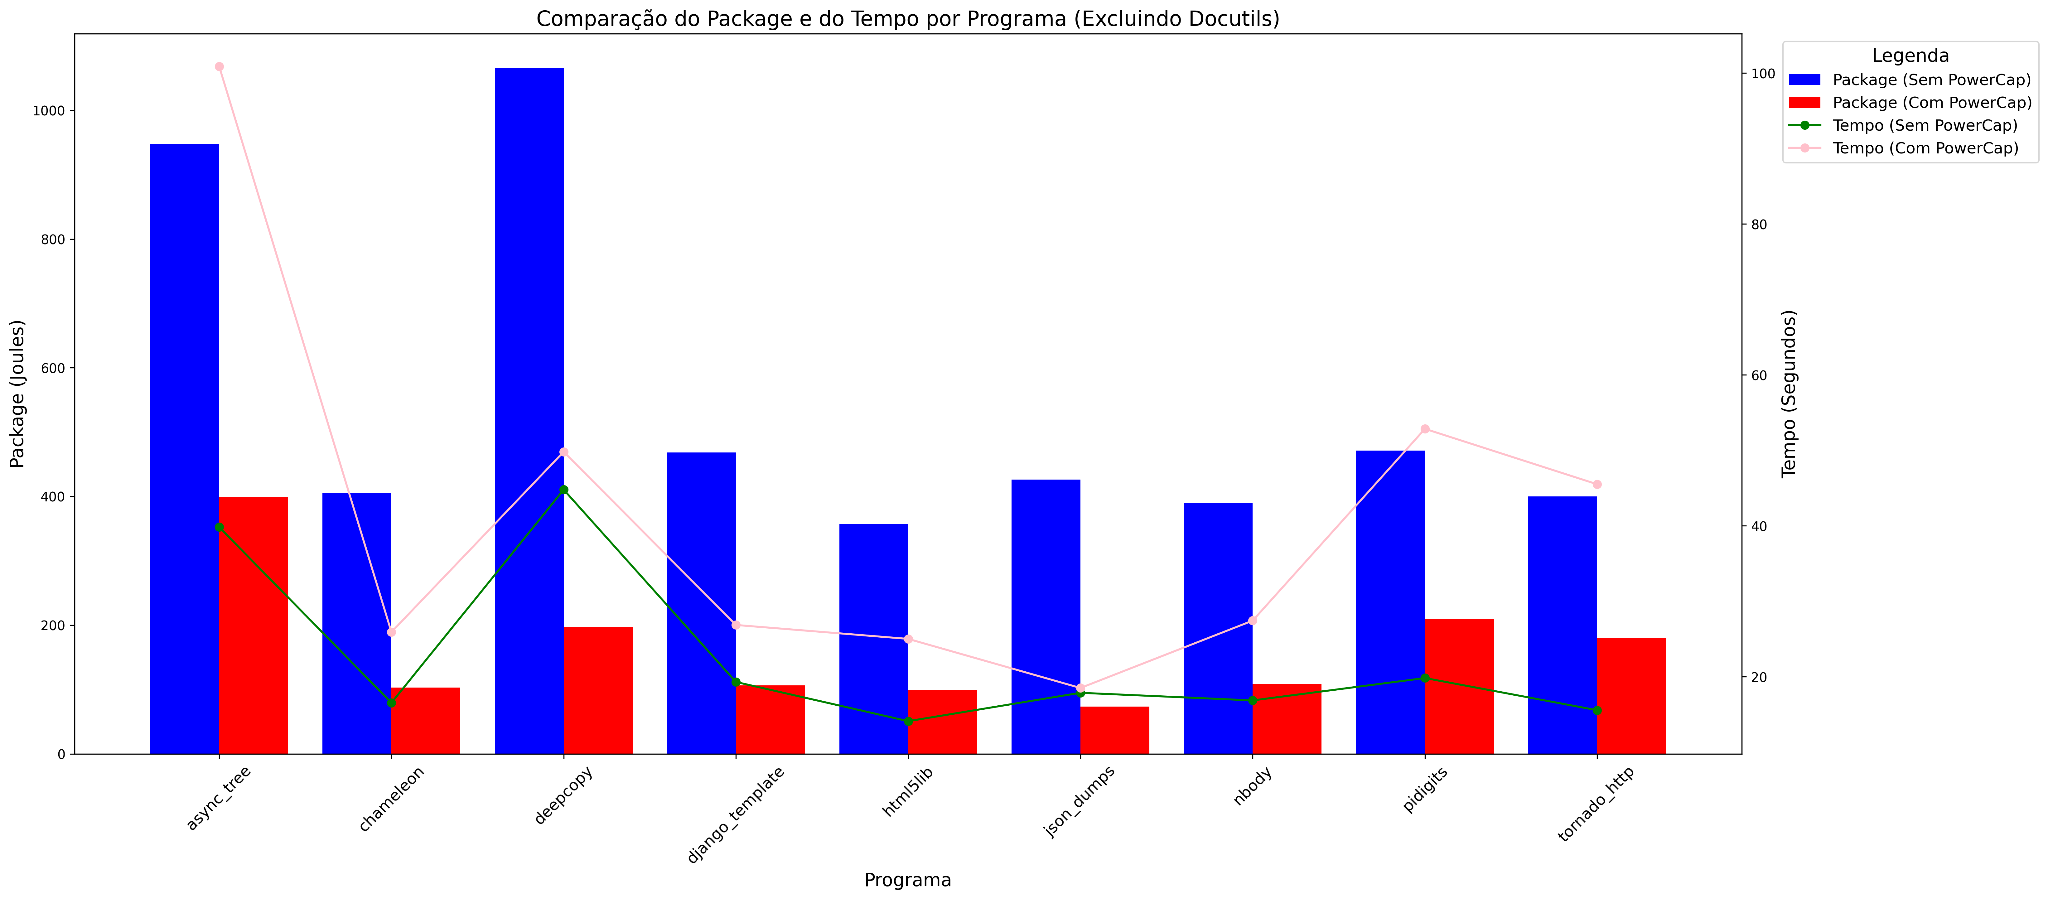 Comparação do Package e do Tempo por Programa (Excluindo Docutils)
Legenda
Package (Sem PowerCap)
Package (Com PowerCap)
Tempo (Sem PowerCap)
Tempo (Com PowerCap)
Package (Joules)
1000
800
600
400
200
0
100
80
60
40
20
Tempo (Segundos)
async_tree
chameleon
deepcopy
django_template
html5lib
json_dumps
nbody
pidigits
tornado_http
Programa